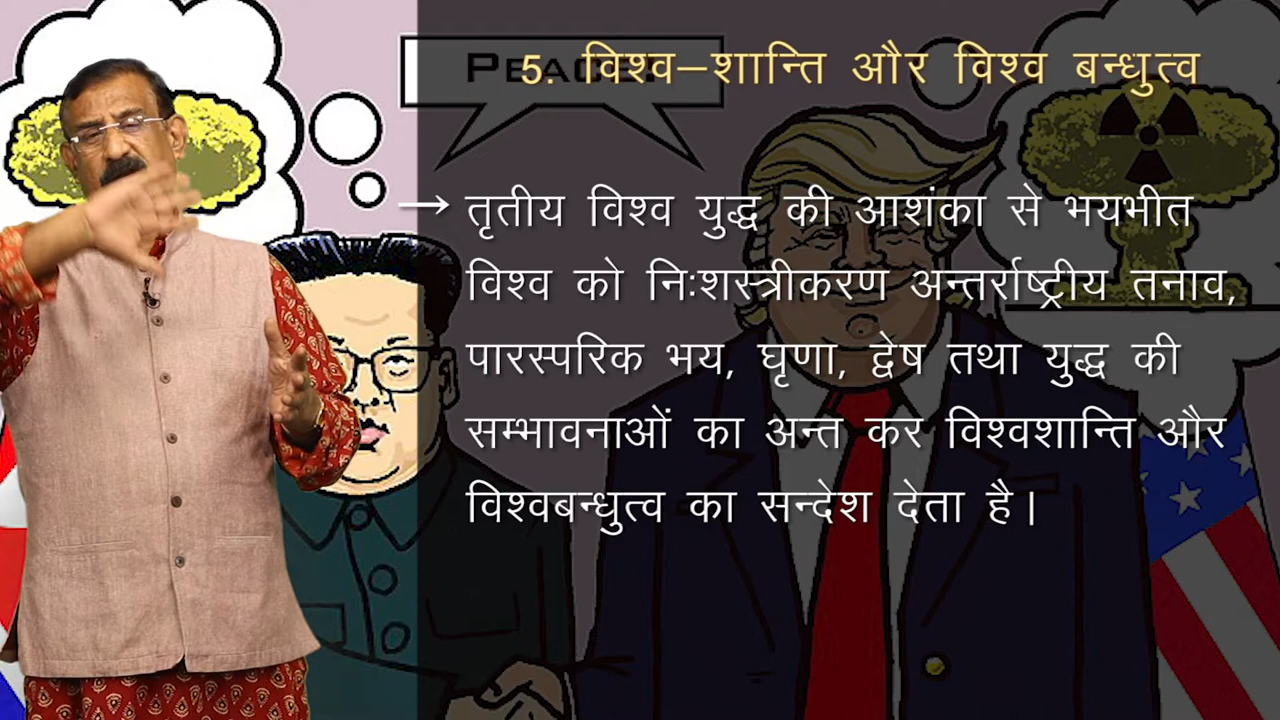 5. विश्व–शान्ति और विश्व बन्धुत्व
PEACE!
→ तृतीय विश्व युद्ध की आशंका से भयभीत
विश्व को निःशस्त्रीकरण अन्तर्राष्ट्रीय तनाव,
पारस्परिक भय, घृणा, द्वेष तथा युद्ध की
सम्भावनाओं का अन्त कर विश्वशान्ति और
विश्वबन्धुत्व का सन्देश देता है।